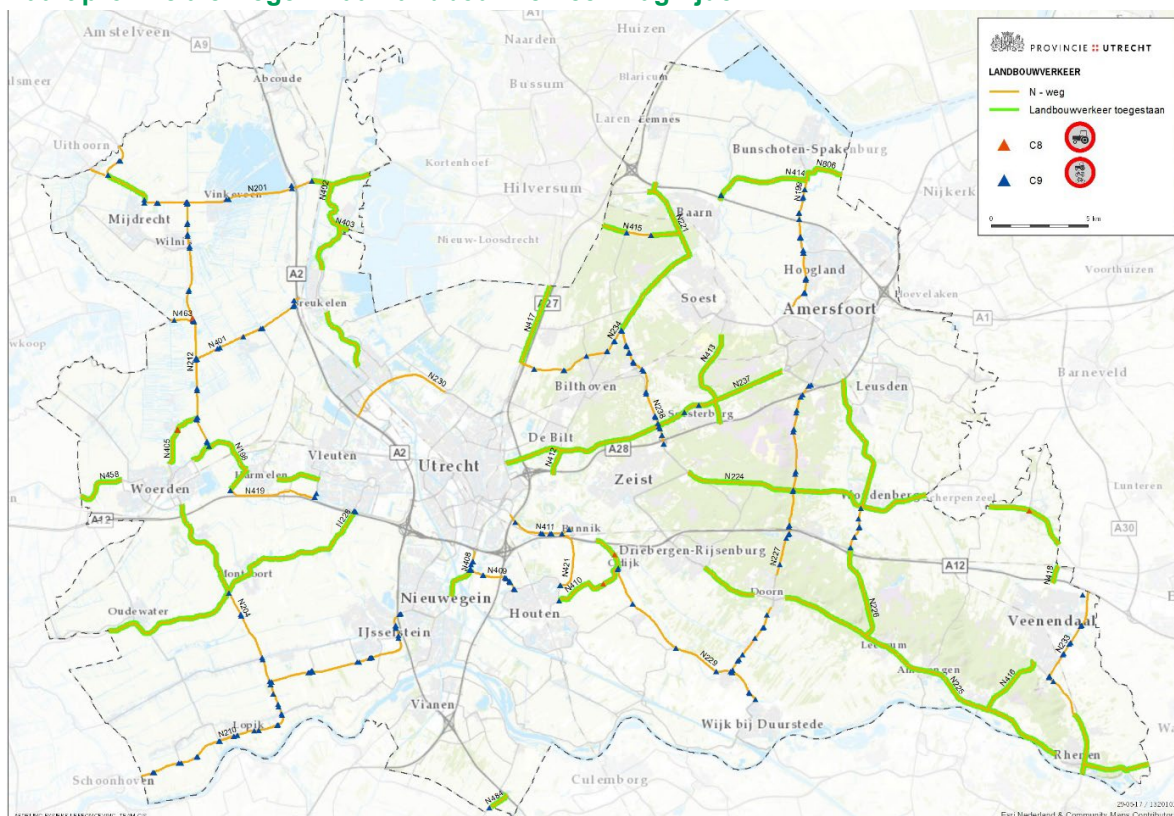 Amstelveen
A9
A1
Huizen
Naarden
Bussum
Blaricum
Abcoude
Laren
Uithoorn
Bunschoten-Spakenburg
N806
N414
N199
Kortenhoef
Hilversum
N201
N402
Vinkeveen
Mijdrecht
N403
Nieuw-Loosdrecht
Baarn
N415
N221
Nijkerk
A2
Hoogland
Voorthuizen
Soest
Hoevelaken
A27
Amersfoort
A1
N463
N417
N401
N234
N212
N413
Barneveld
Bilthoven
N237
Leusden
N230
N238
Soesterberg
De Bilt
A2
N405
N198
Vleuten
Utrecht
N412
A28
Harmelen
N458
Woerden
Zeist
N224
Woudenberg
Scherpenzeel
Lunteren
N419
A12
N228
A30
N411
Bunnik
Driebergen-Rijsenburg
N227
A12
N418
N408
N409
N421
Odijk
N410
Montfoort
Nieuwegein
Houten
Doorn
N226
Veenendaal
Oudewater
N204
IJsselstein
Leersum
N233
Amerongen
N229
N416
N225
Vianen
Wijk bij Duurstede
Lopik
N210
Rhenen
Schoonhoven
Culemborg
N484
PROVINCIE UTRECHT
LANDBOUWVERKEER
N - weg
Landbouwverkeer toegestaan
C8
C9
0 5 km
Esri Nederland & Community Maps Contributor